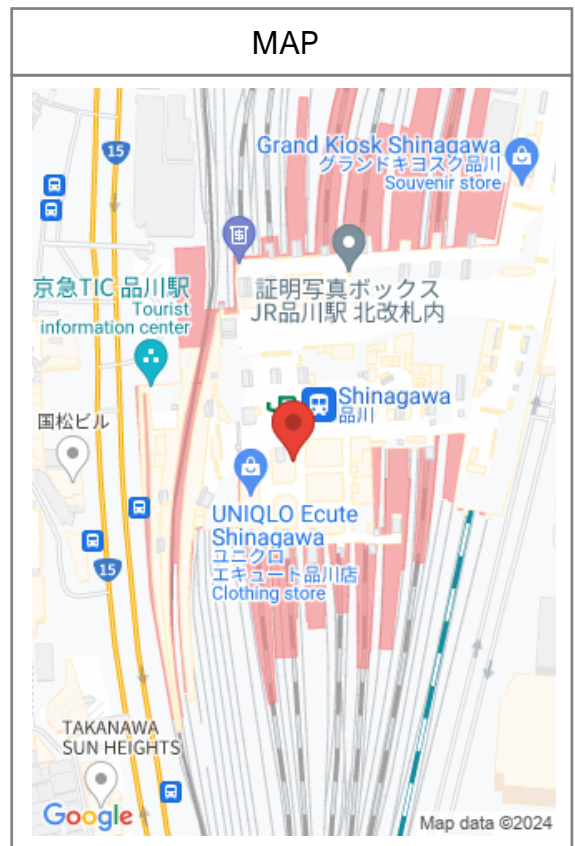 MAP
15
Grand Kiosk Shinagawa
グランドキヨスク品川
Souvenir store
京急TIC 品川駅
Tourist
information center
証明写真ボックス
JR品川駅 北改札内
国松ビル
JR
Shinagawa
品川
UNIQLO Ecute
Shinagawa
ユニクロ
エキュート品川店
Clothing store
15
TAKANAWA
SUN HEIGHTS
Google
Map data ©2024